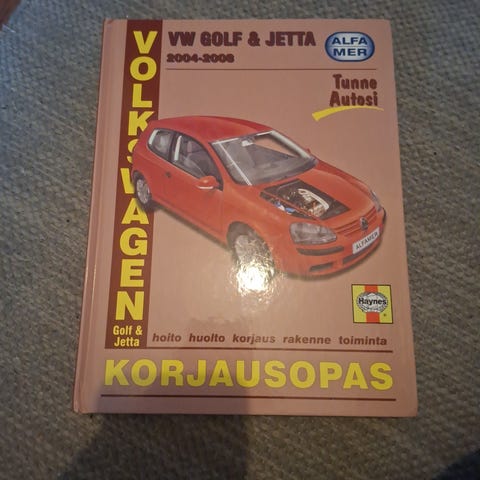 VW GOLF & JETTA
2004-2008
ALFA
MER
Tunne
Autosi
VOLKSWAGEN
ALFAMER
Haynes
Golf &
Jetta
hoito huolto korjaus rakenne toiminta
KORJAUSOPAS